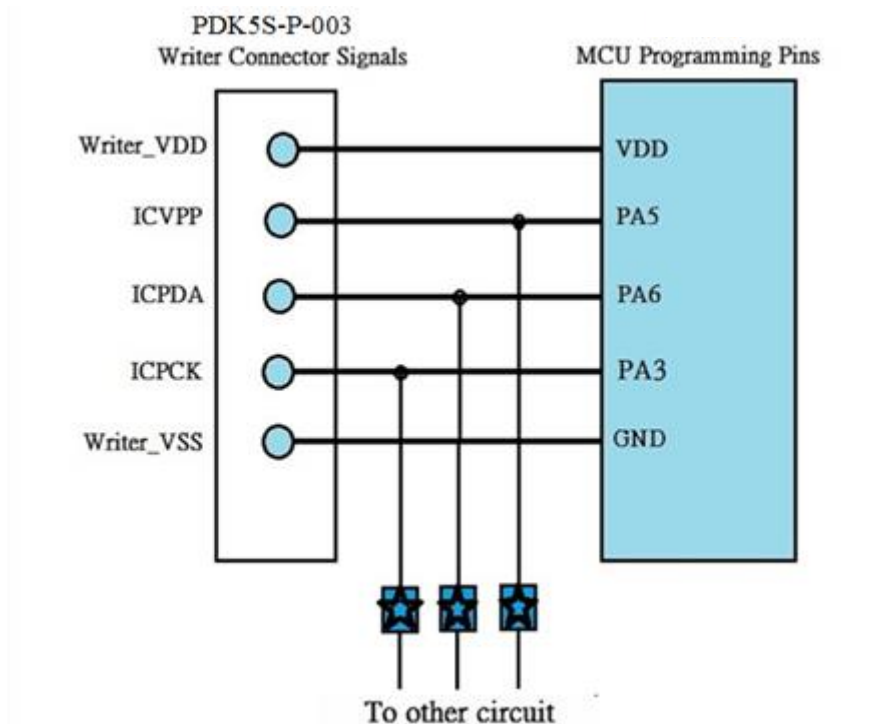 PDK5S-P-003
Writer Connector Signals
MCU Programming Pins
Writer_VDD
VDD
ICVPP
PA5
ICPDA
PA6
ICPCK
PA3
Writer_VSS
GND
To other circuit